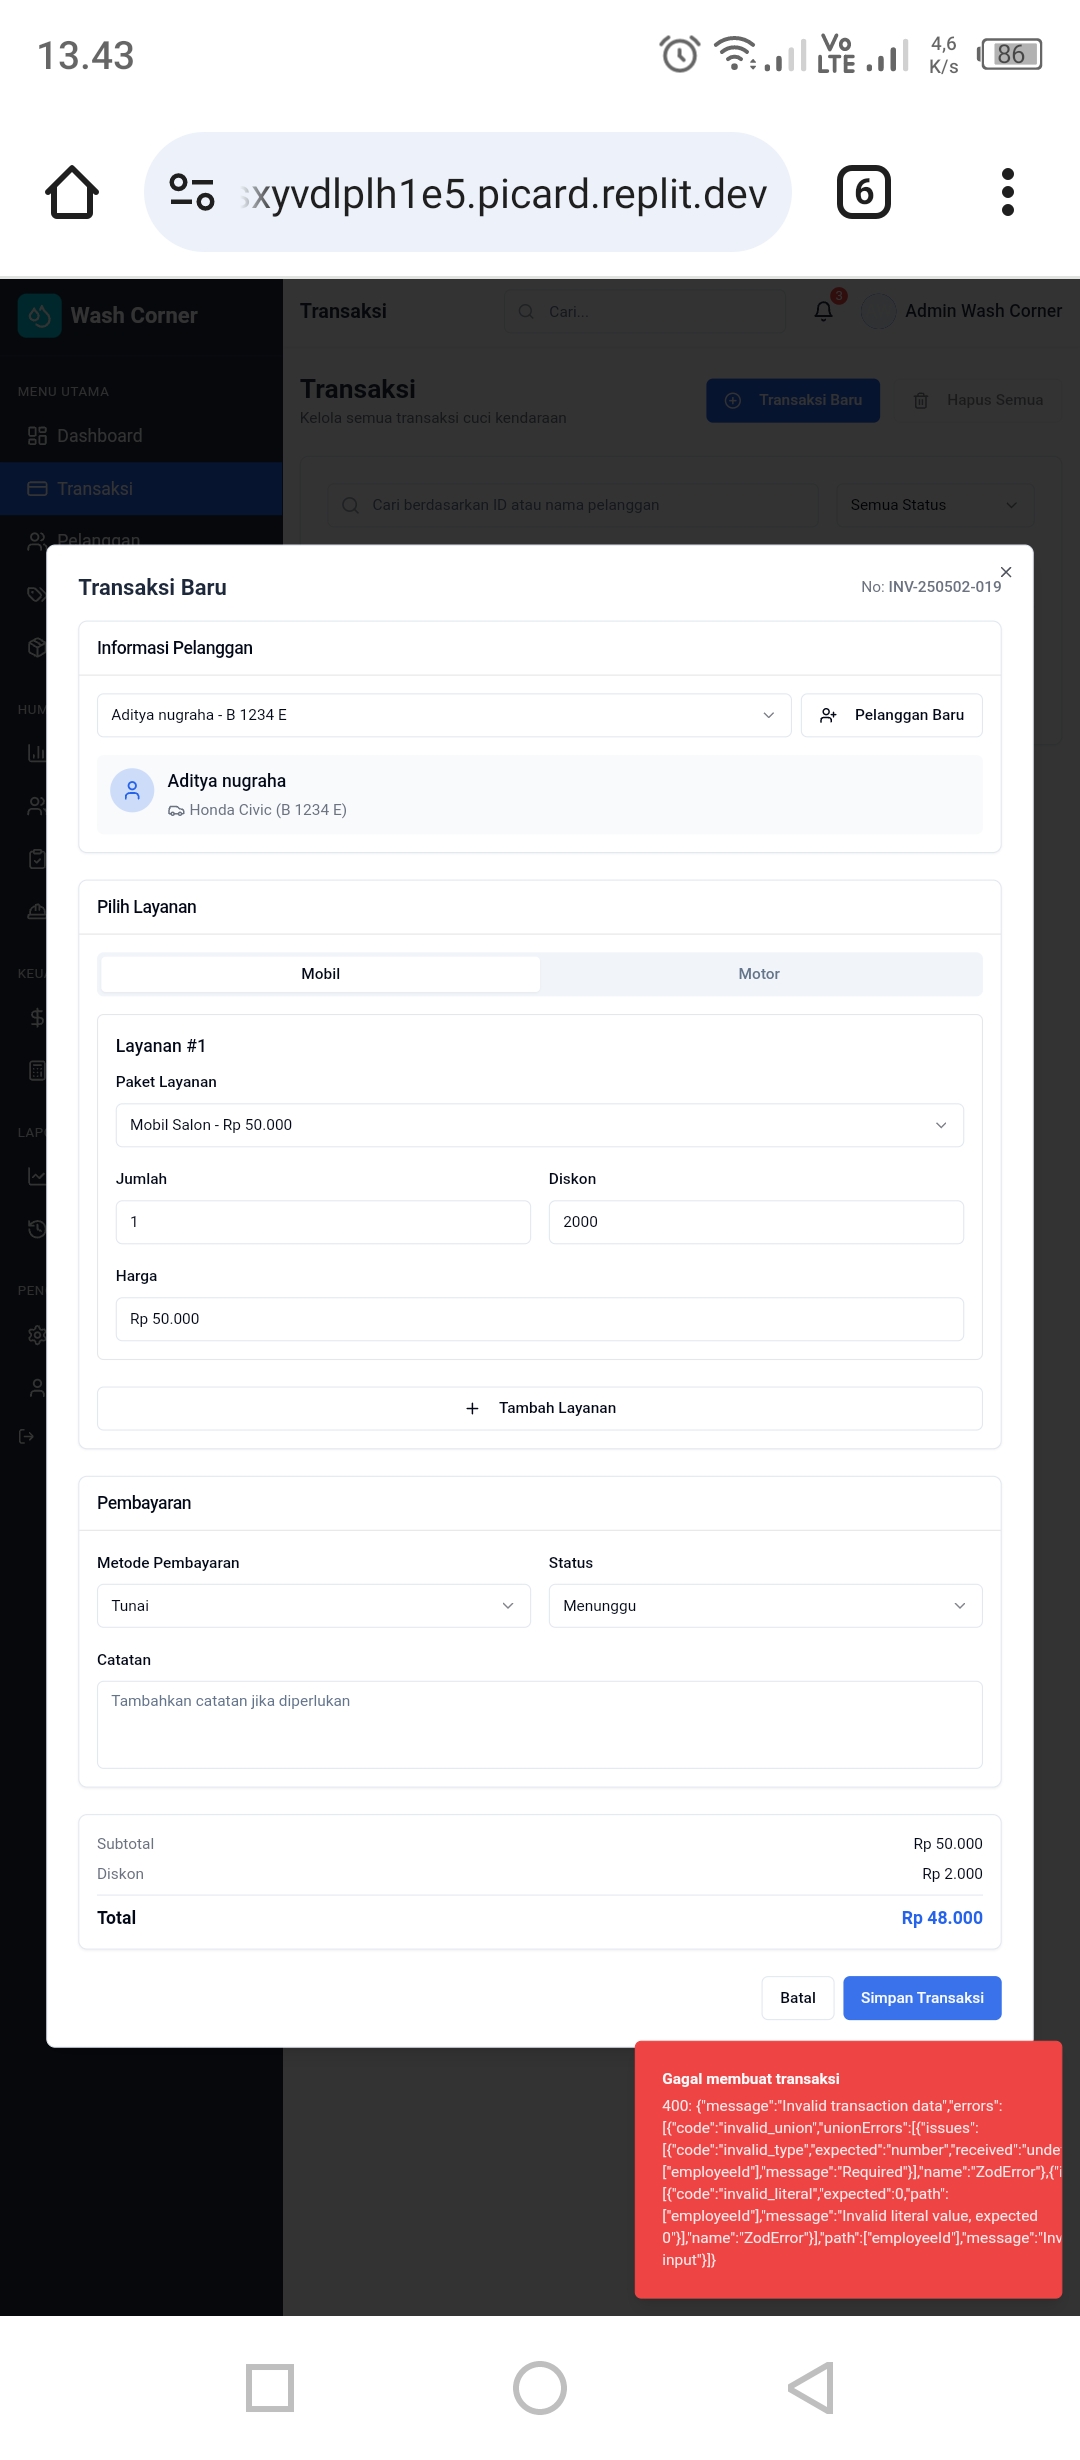 13.43
Vo LTE
4,6 K/s
86
sxyvdlplh1e5.picard.replit.dev
6
Wash Corner
Transaksi
Cari...
3
Admin Wash Corner
MENU UTAMA
Transaksi
Kelola semua transaksi cuci kendaraan
Transaksi Baru
Hapus Semua
Dashboard
Transaksi
Cari berdasarkan ID atau nama pelanggan
Semua Status
Pelanggan
Transaksi Baru
No: INV-250502-019
Informasi Pelanggan
Aditya nugraha - B 1234 E
Pelanggan Baru
Aditya nugraha
Honda Civic (B 1234 E)
Pilih Layanan
Mobil
Motor
Layanan #1
Paket Layanan
Mobil Salon - Rp 50.000
Jumlah
Diskon
1
2000
Harga
Rp 50.000
Tambah Layanan
Pembayaran
Metode Pembayaran
Status
Tunai
Menunggu
Catatan
Tambahkan catatan jika diperlukan
Subtotal
Rp 50.000
Diskon
Rp 2.000
Total
Rp 48.000
Batal
Simpan Transaksi
HUM
KEUA
LAPO
PEN
Gagal membuat transaksi
400: {"message":"Invalid transaction data","errors":
[{"code":"invalid_union","unionErrors":[{"issues":
[{"code":"invalid_type","expected":"number","received":"unde
["employeeId"],"message":"Required"}],"name":"ZodError"},{"i
[{"code":"invalid_literal","expected":0,"path":
["employeeId"],"message":"Invalid literal value, expected
0"}],"name":"ZodError"}],"path":["employeeId"],"message":"Inv
input"}]}